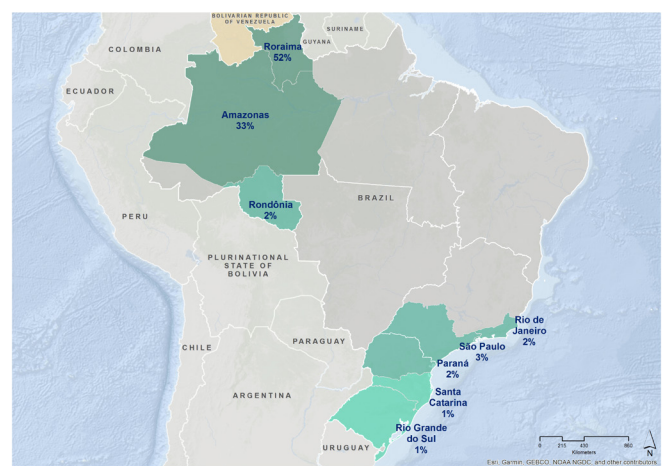 BOLIVARIAN REPUBLIC
OF VENEZUELA
SURINAME
GUYANA
COLOMBIA
Roraima
52%
ECUADOR
Amazonas
33%
Rondônia
2%
BRAZIL
PERU
PLURINATIONAL
STATE OF
BOLIVIA
Rio de
Janeiro
2%
PARAGUAY
São Paulo
3%
CHILE
Paraná
2%
Santa
Catarina
1%
ARGENTINA
Rio Grande
do Sul
1%
URUGUAY
0 215 430 860
Kilometers
N
Esri, Garmin, GEBCO, NOAA NGDC, and other contributors